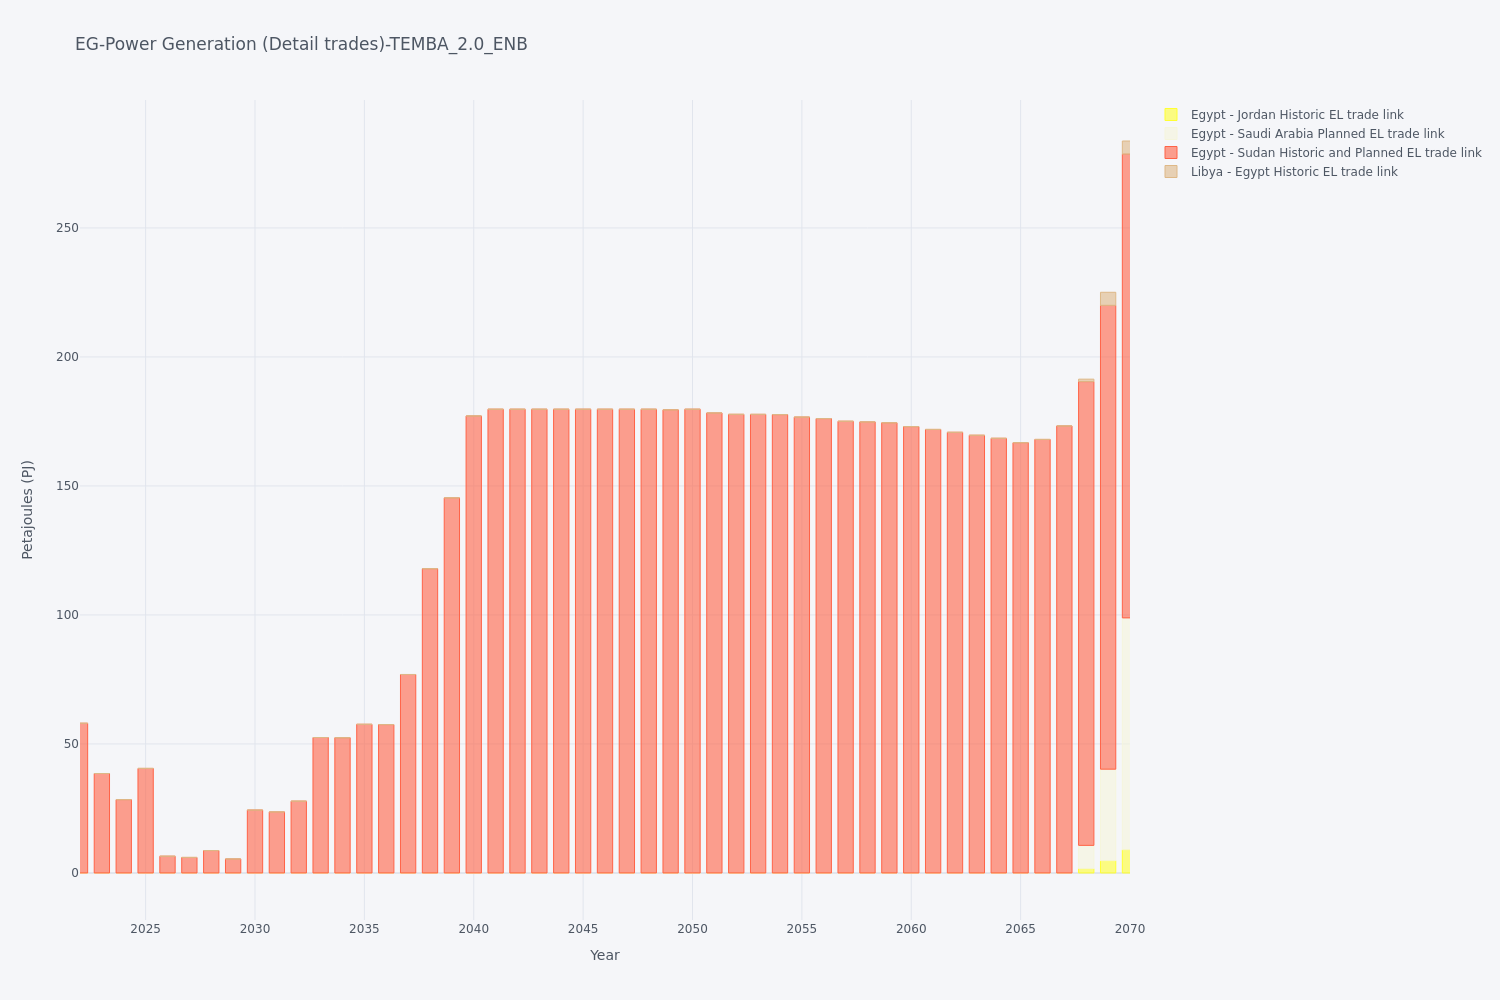 EG-Power Generation (Detail trades)-TEMBA_2.0_ENB
Egypt - Jordan Historic EL trade link
Egypt - Saudi Arabia Planned EL trade link
Egypt - Sudan Historic and Planned EL trade link
Libya - Egypt Historic EL trade link
Petajoules (PJ)
250
200
150
100
50
0
2025 2030 2035 2040 2045 2050 2055 2060 2065 2070
Year